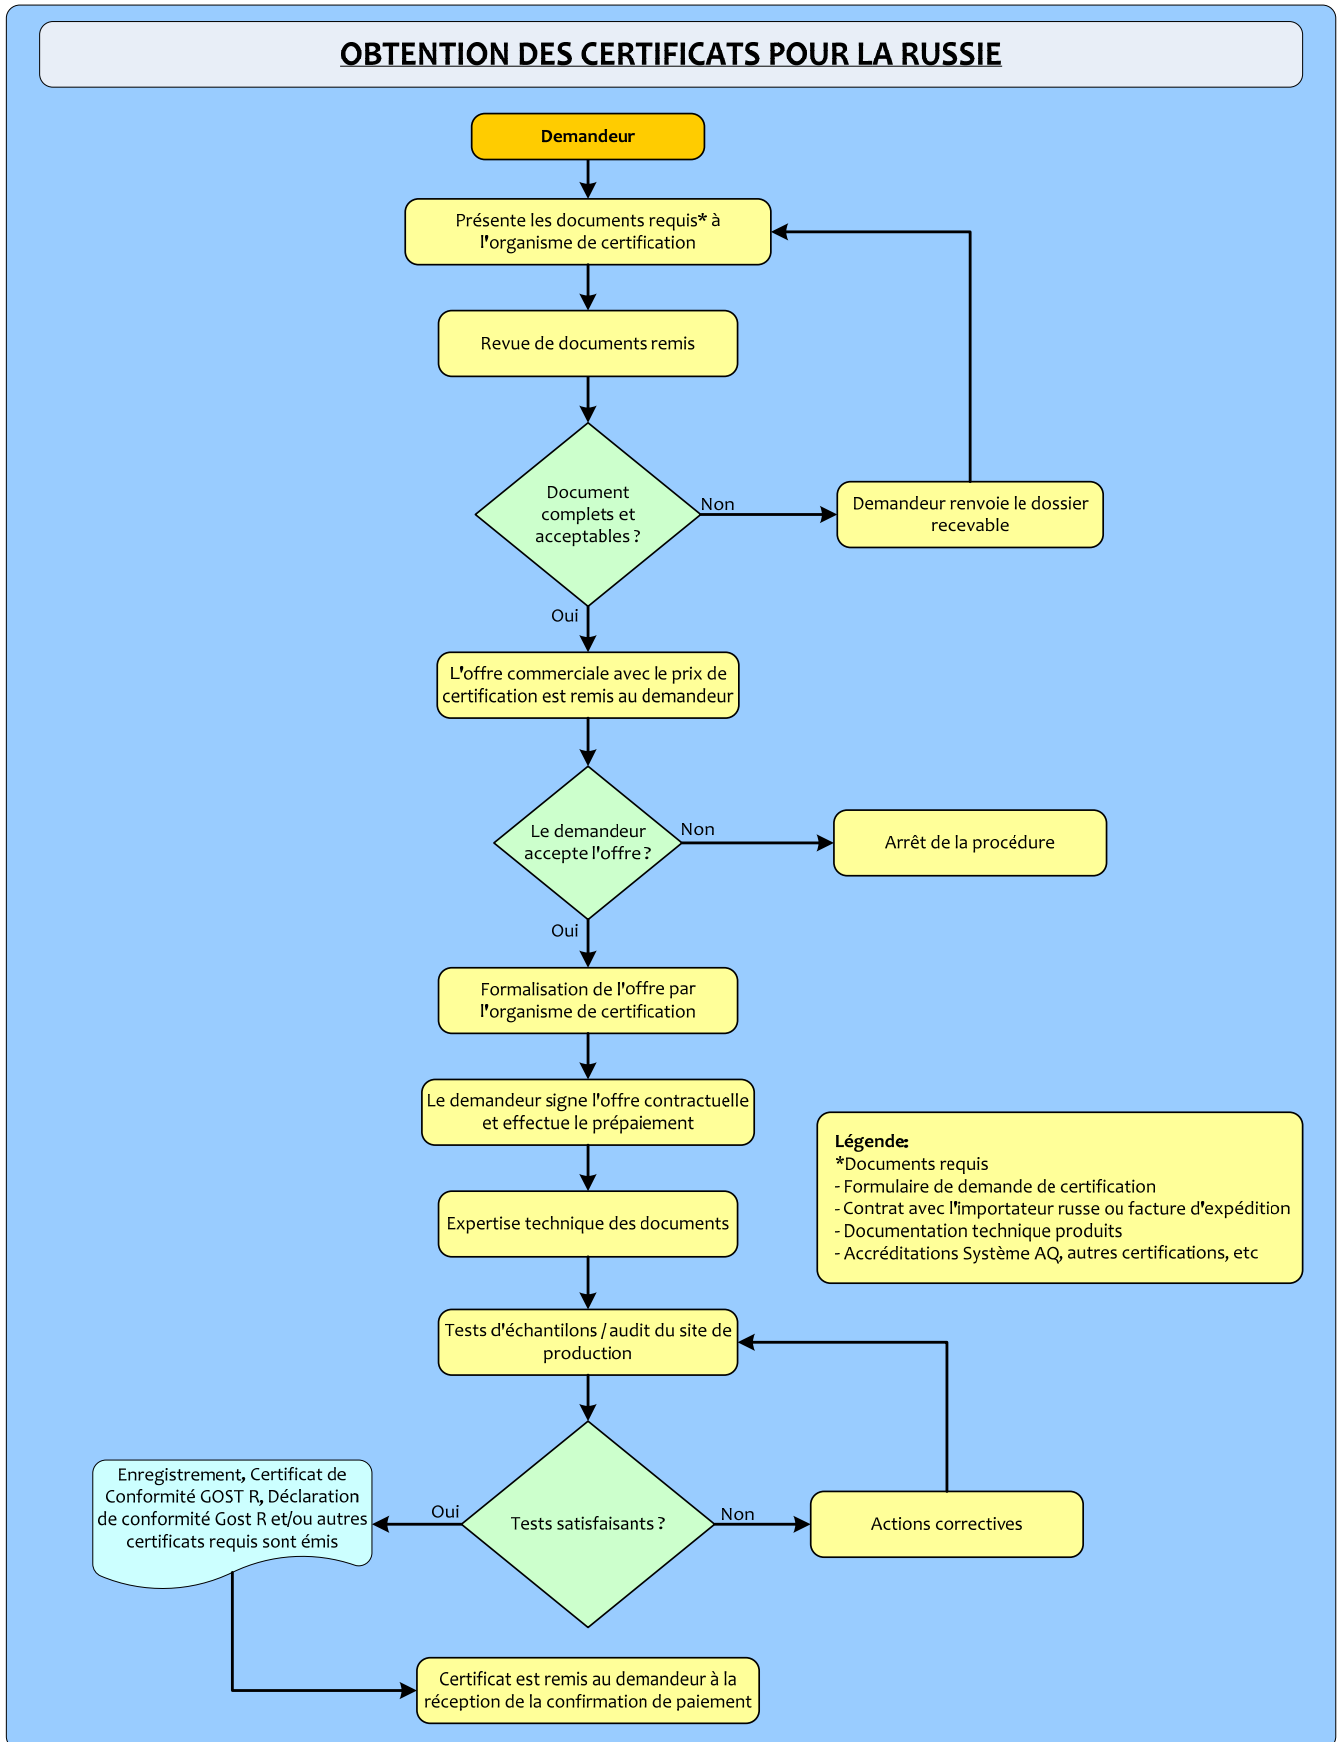 OBTENTION DES CERTIFICATS POUR LA RUSSIE
Demandeur
Présente les documents requis* à
l'organisme de certification
Revue de documents remis
Document
complets et
acceptables ?
Non
Demandeur renvoie le dossier
recevable
Oui
L'offre commerciale avec le prix de
certification est remis au demandeur
Le demandeur
accepte l'offre ?
Non
Arrêt de la procédure
Oui
Formalisation de l'offre par
l'organisme de certification
Le demandeur signe l'offre contractuelle
et effectue le prépaiement
Légende:
*Documents requis
- Formulaire de demande de certification
- Contrat avec l'importateur russe ou facture d'expédition
- Documentation technique produits
- Accréditations Système AQ, autres certifications, etc
Expertise technique des documents
Tests d'échantilons / audit du site de
production
Enregistrement, Certificat de
Conformité GOST R, Déclaration
de conformité Gost R et/ou autres
certificats requis sont émis
Oui
Tests satisfaisants ?
Non
Actions correctives
Certificat est remis au demandeur à la
réception de la confirmation de paiement